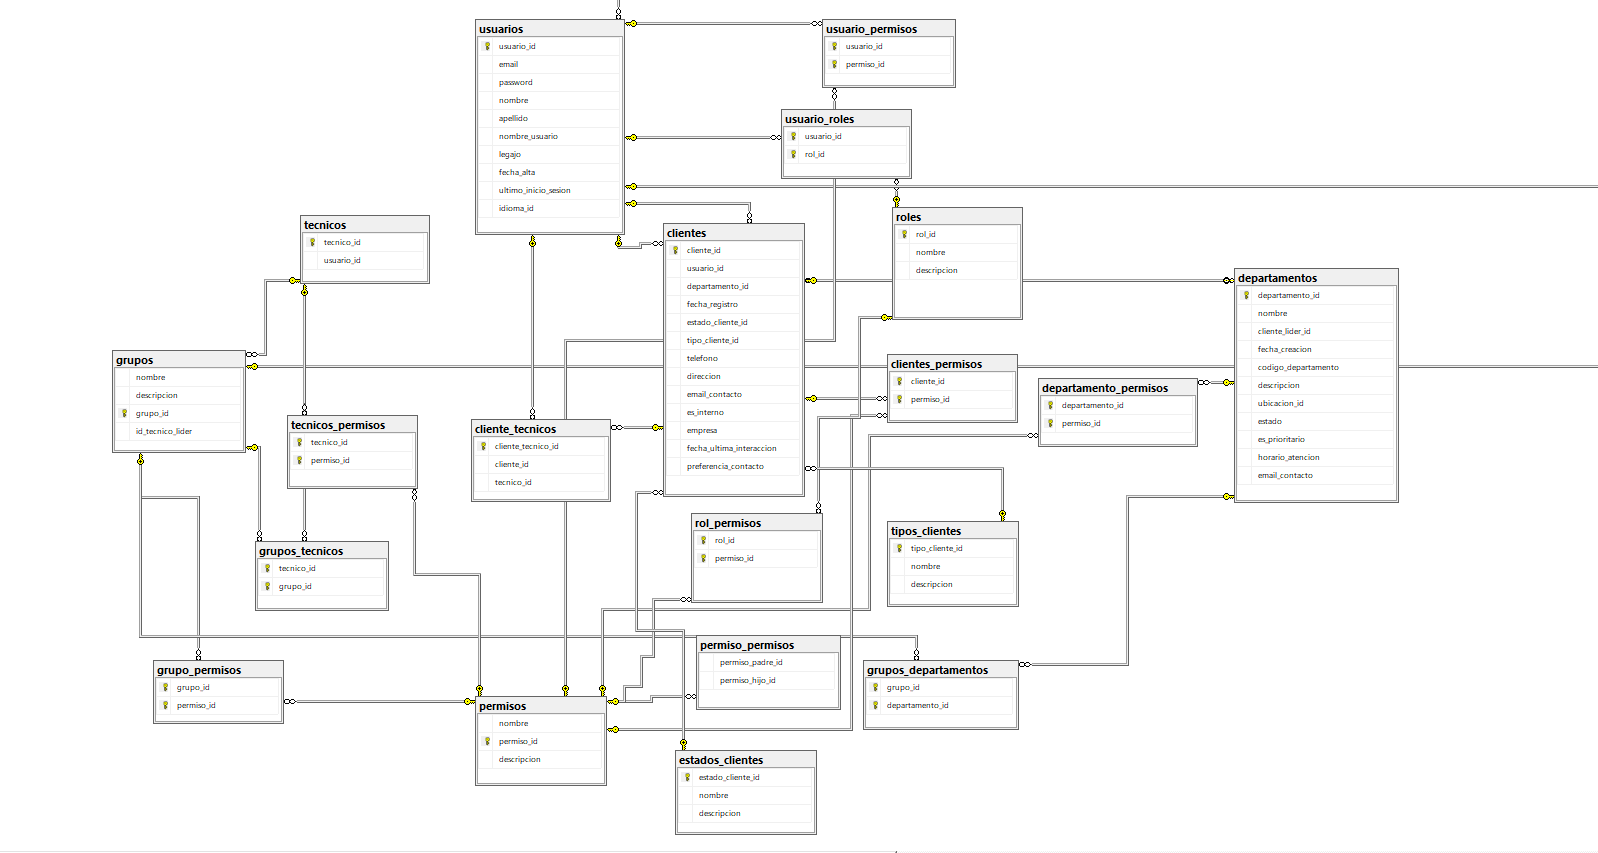 usuarios
usuario_id
email
password
nombre
apellido
nombre_usuario
legajo
fecha_alta
ultimo_inicio_sesion
idioma_id
usuario_permisos
usuario_id
permiso_id
usuario_roles
usuario_id
rol_id
tecnicos
tecnico_id
usuario_id
clientes
cliente_id
usuario_id
departamento_id
fecha_registro
estado_cliente_id
tipo_cliente_id
telefono
direccion
email_contacto
es_interno
empresa
fecha_ultima_interaccion
preferencia_contacto
roles
rol_id
nombre
descripcion
departamentos
departamento_id
nombre
cliente_lider_id
fecha_creacion
codigo_departamento
descripcion
ubicacion_id
estado
es_prioritario
horario_atencion
email_contacto
grupos
nombre
descripcion
grupo_id
id_tecnico_lider
clientes_permisos
cliente_id
permiso_id
departamento_permisos
departamento_id
permiso_id
tecnicos_permisos
tecnico_id
permiso_id
cliente_tecnicos
cliente_tecnico_id
cliente_id
tecnico_id
rol_permisos
rol_id
permiso_id
tipos_clientes
tipo_cliente_id
nombre
descripcion
grupos_tecnicos
tecnico_id
grupo_id
permiso_permisos
permiso_padre_id
permiso_hijo_id
grupo_permisos
grupo_id
permiso_id
grupos_departamentos
grupo_id
departamento_id
permisos
nombre
permiso_id
descripcion
estados_clientes
estado_cliente_id
nombre
descripcion